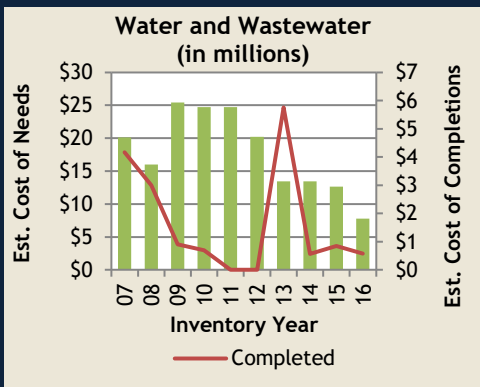 Water and Wastewater
(in millions)
Est. Cost of Needs
$30
$25
$20
$15
$10
$5
$0
$7
$6
$5
$4
$3
$2
$1
$0
Est. Cost of Completions
07 08 09 10 11 12 13 14 15 16
Inventory Year
Completed